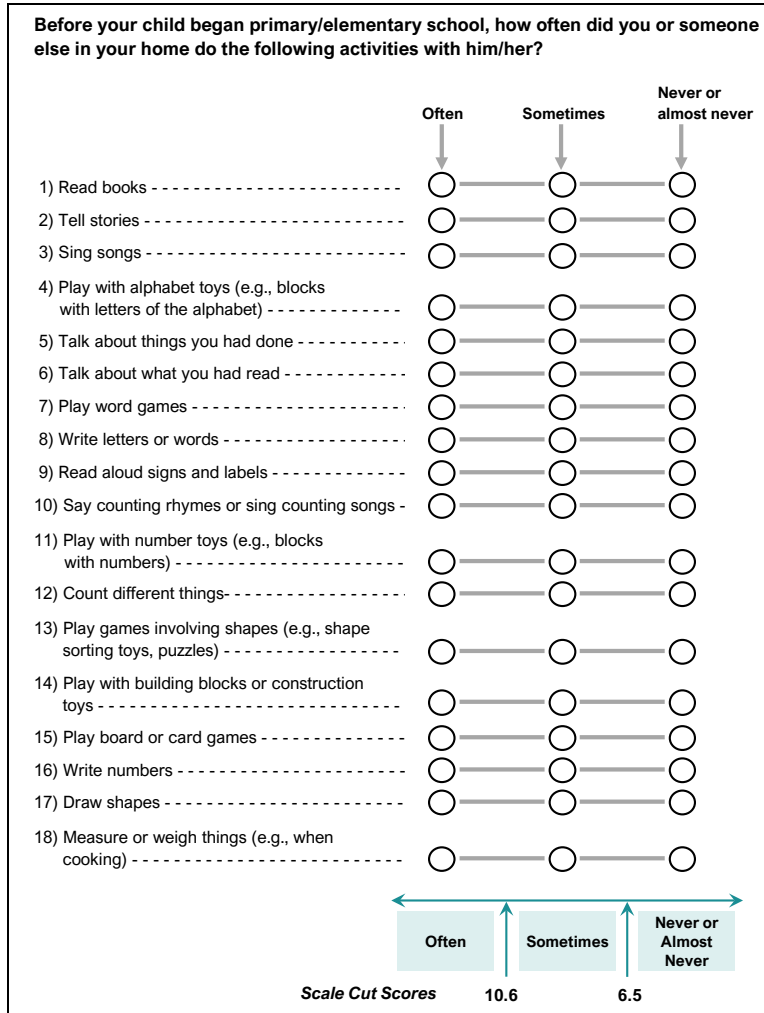 Before your child began primary/elementary school, how often did you or someone
else in your home do the following activities with him/her?
Often
Sometimes
Never or
almost never
1) Read books - - - - - - - - - - - - - - - - - - - - - - - -
2) Tell stories - - - - - - - - - - - - - - - - - - - - - - - - -
3) Sing songs - - - - - - - - - - - - - - - - - - - - - - - - -
4) Play with alphabet toys (e.g., blocks
with letters of the alphabet) - - - - - - - - - - - - -
5) Talk about things you had done - - - - - - - - - - -
6) Talk about what you had read - - - - - - - - - - - -
7) Play word games - - - - - - - - - - - - - - - - - - - - -
8) Write letters or words - - - - - - - - - - - - - - - - - -
9) Read aloud signs and labels - - - - - - - - - - - - -
10) Say counting rhymes or sing counting songs -
11) Play with number toys (e.g., blocks
with numbers) - - - - - - - - - - - - - - - - - - - - - -
12) Count different things- - - - - - - - - - - - - - - - - -
13) Play games involving shapes (e.g., shape
sorting toys, puzzles) - - - - - - - - - - - - - - - - -
14) Play with building blocks or construction
toys - - - - - - - - - - - - - - - - - - - - - - - - - - - - -
15) Play board or card games - - - - - - - - - - - - - -
16) Write numbers - - - - - - - - - - - - - - - - - - - - - -
17) Draw shapes - - - - - - - - - - - - - - - - - - - - - - -
18) Measure or weigh things (e.g., when
cooking) - - - - - - - - - - - - - - - - - - - - - - - - - -
Often
Sometimes
Never or
Almost
Never
Scale Cut Scores 10.6 6.5